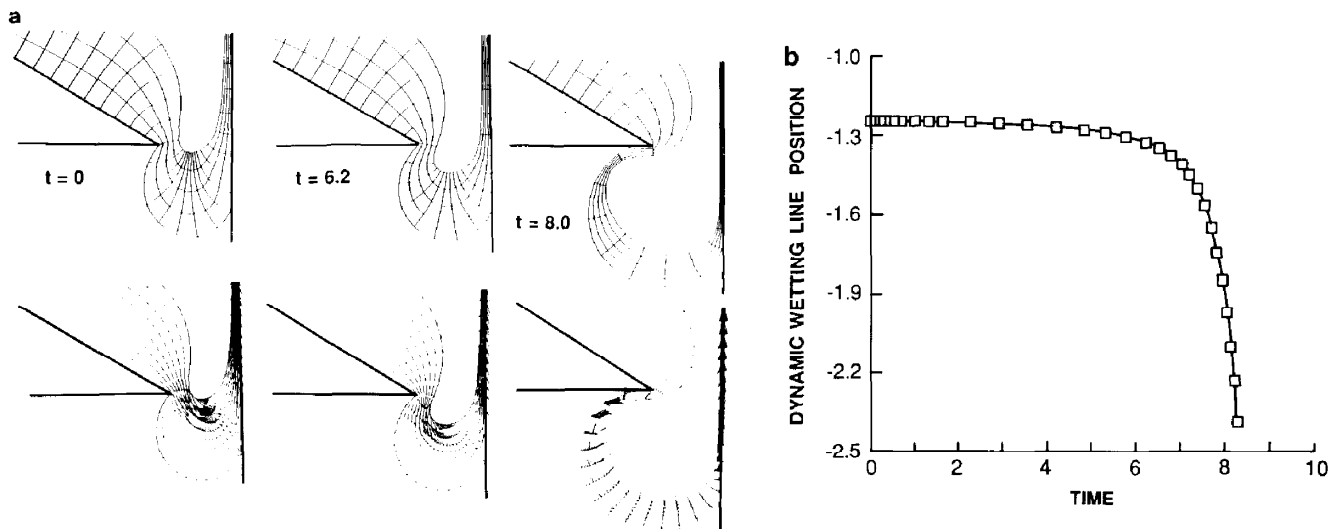 a
t = 0
t = 6.2
t = 8.0
b
DYNAMIC WETTING LINE POSITION
-1.0
-1.3
-1.6
-1.9
-2.2
-2.5
0 2 4 6 8 10
TIME